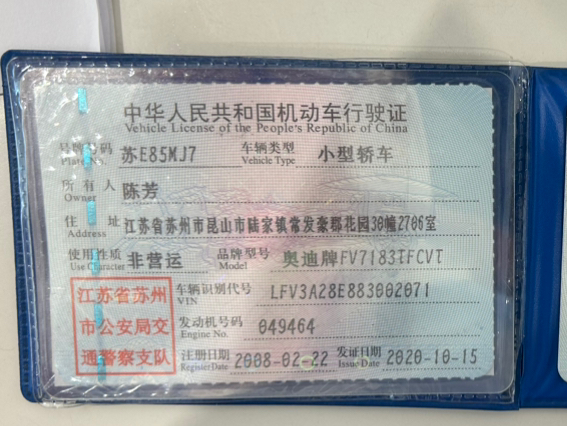 中华人民共和国机动车行驶证
Vehicle License of the People's Republic of China
号牌号码 苏E85MJ7 车辆类型 小型轿车
Plate No. Vehicle Type
所有人 陈芳
Owner
住址 江苏省苏州市昆山市陆家镇常发豪郡花园30幢2706室
Address
使用性质 非营运 品牌型号 奥迪牌FV7183TFCVT
Use Character Model
江苏省苏州 车辆识别代号 LFV3A28E883002071
VIN
市公安局交 发动机号码 049464
Engine No.
通警察支队 注册日期 2008-02-22 发证日期 2020-10-15
Register Date Issue Date